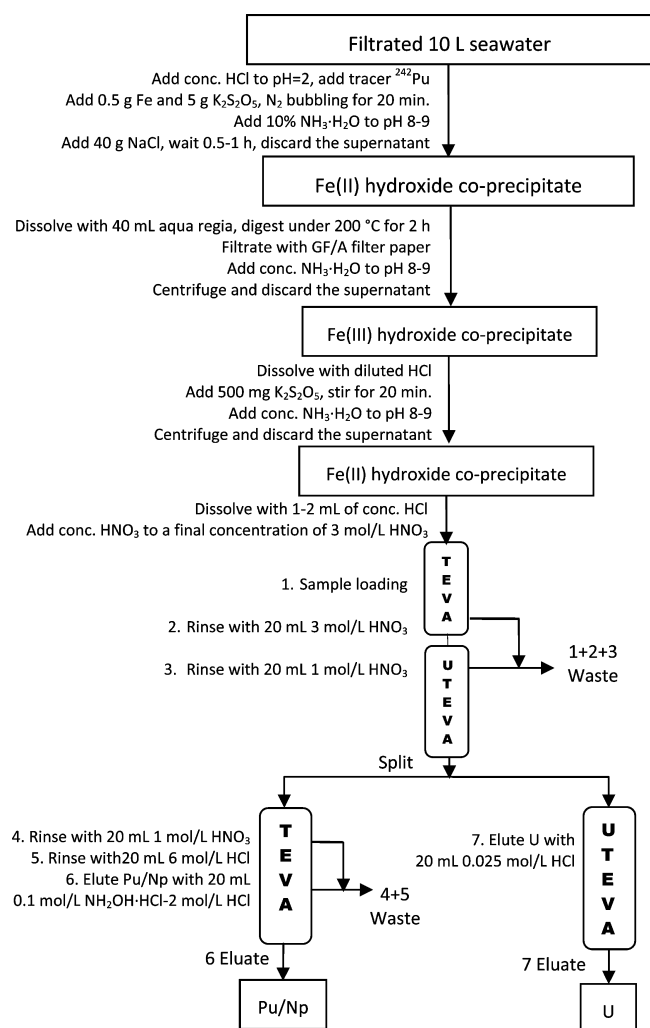 Filtrated 10 L seawater
Add conc. HCl to pH=2, add tracer ²⁴²Pu
Add 0.5 g Fe and 5 g K₂S₂O₅, N₂ bubbling for 20 min.
Add 10% NH₃·H₂O to pH 8-9
Add 40 g NaCl, wait 0.5-1 h, discard the supernatant
Fe(II) hydroxide co-precipitate
Dissolve with 40 mL aqua regia, digest under 200 °C for 2 h
Filtrate with GF/A filter paper
Add conc. NH₃·H₂O to pH 8-9
Centrifuge and discard the supernatant
Fe(III) hydroxide co-precipitate
Dissolve with diluted HCl
Add 500 mg K₂S₂O₅, stir for 20 min.
Add conc. NH₃·H₂O to pH 8-9
Centrifuge and discard the supernatant
Fe(II) hydroxide co-precipitate
Dissolve with 1-2 mL of conc. HCl
Add conc. HNO₃ to a final concentration of 3 mol/L HNO₃
TEVA
1. Sample loading
2. Rinse with 20 mL 3 mol/L HNO₃
3. Rinse with 20 mL 1 mol/L HNO₃
UTEVA
1+2+3
Waste
Split
4. Rinse with 20 mL 1 mol/L HNO₃
5. Rinse with20 mL 6 mol/L HCl
6. Elute Pu/Np with 20 mL
0.1 mol/L NH₂OH·HCl-2 mol/L HCl
TEVA
4+5
Waste
7. Elute U with
20 mL 0.025 mol/L HCl
UTEVA
6 Eluate
7 Eluate
Pu/Np
U